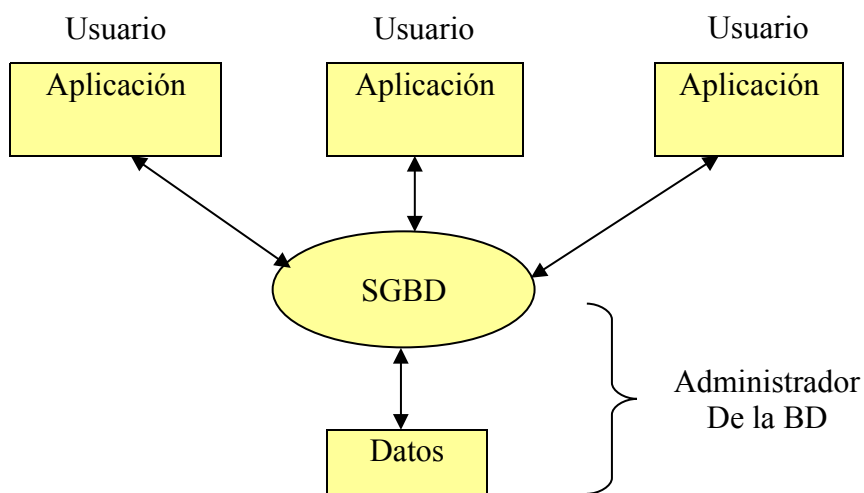 Usuario Usuario Usuario
Aplicación Aplicación Aplicación
SGBD
Administrador
De la BD
Datos